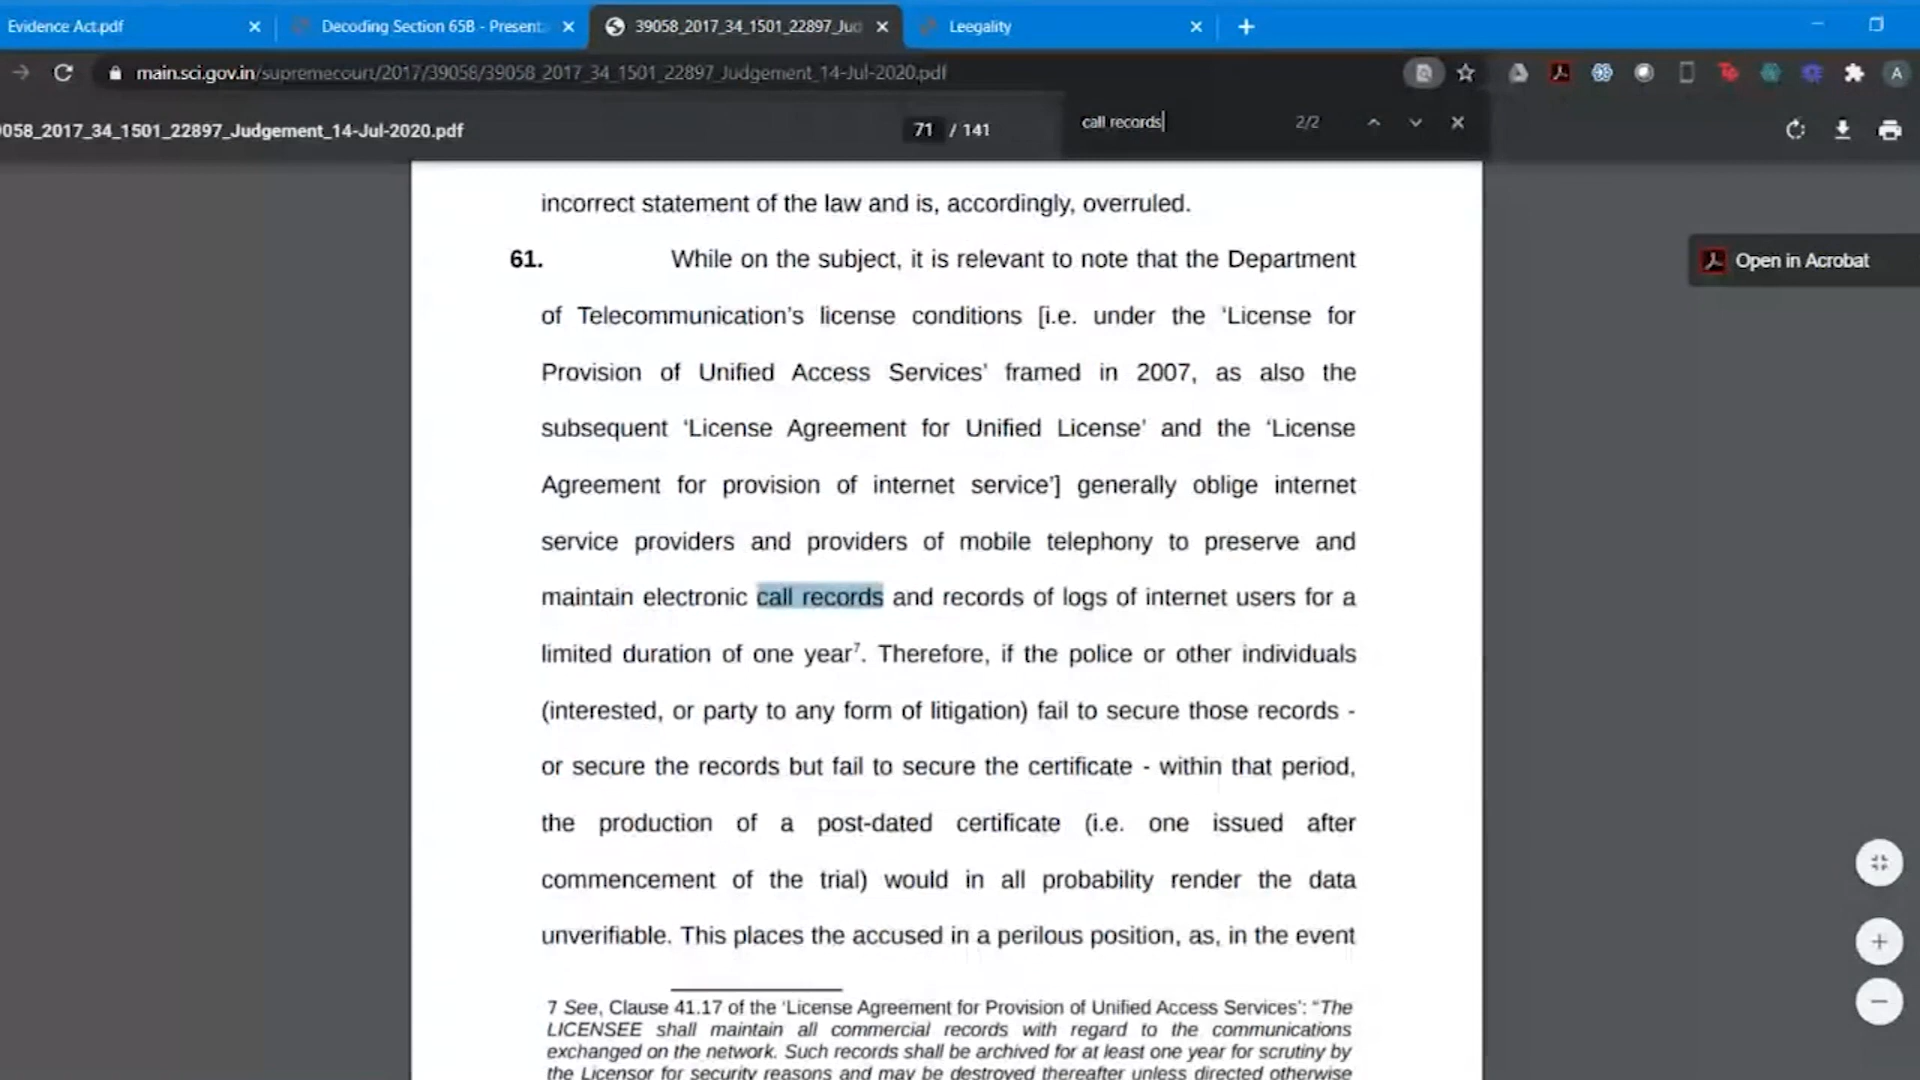 Evidence Act.pdf
Decoding Section 65B - Presenta
39058_2017_34_1501_22897_Jud
Leegality
main.sci.gov.in/supremecourt/2017/39058/39058_2017_34_1501_22897_Judgement_14-Jul-2020.pdf
A
058_2017_34_1501_22897_Judgement_14-Jul-2020.pdf
71 / 141
call records
2/2
Open in Acrobat
incorrect statement of the law and is, accordingly, overruled.
61. While on the subject, it is relevant to note that the Department
of Telecommunication’s license conditions [i.e. under the ‘License for
Provision of Unified Access Services’ framed in 2007, as also the
subsequent ‘License Agreement for Unified License’ and the ‘License
Agreement for provision of internet service’] generally oblige internet
service providers and providers of mobile telephony to preserve and
maintain electronic call records and records of logs of internet users for a
limited duration of one year7. Therefore, if the police or other individuals
(interested, or party to any form of litigation) fail to secure those records -
or secure the records but fail to secure the certificate - within that period,
the production of a post-dated certificate (i.e. one issued after
commencement of the trial) would in all probability render the data
unverifiable. This places the accused in a perilous position, as, in the event
7 See, Clause 41.17 of the ‘License Agreement for Provision of Unified Access Services’: “The
LICENSEE shall maintain all commercial records with regard to the communications
exchanged on the network. Such records shall be archived for at least one year for scrutiny by
the Licensor for security reasons and may be destroyed thereafter unless directed otherwise